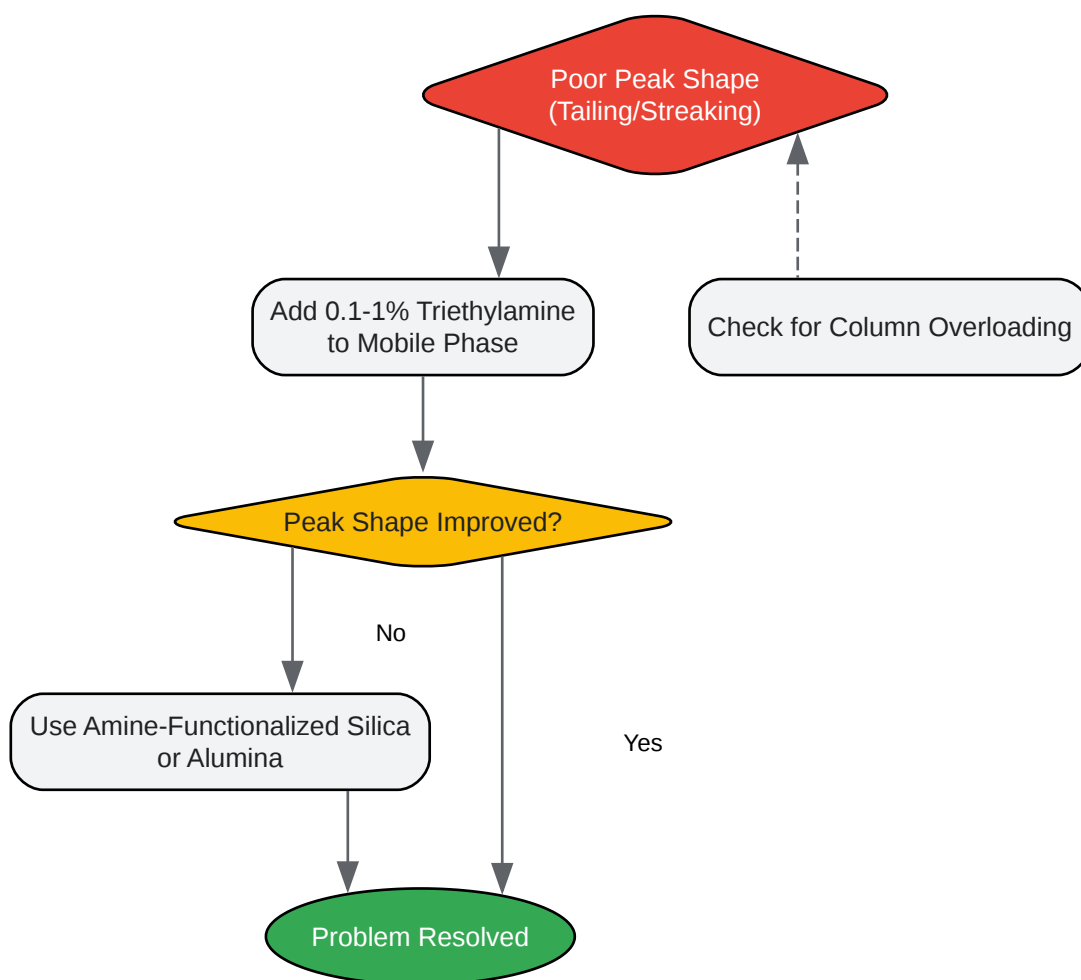 Poor Peak Shape
(Tailing/Streaking)
Add 0.1-1% Triethylamine
to Mobile Phase
Check for Column Overloading
Peak Shape Improved?
No
Use Amine-Functionalized Silica
or Alumina
Yes
Problem Resolved